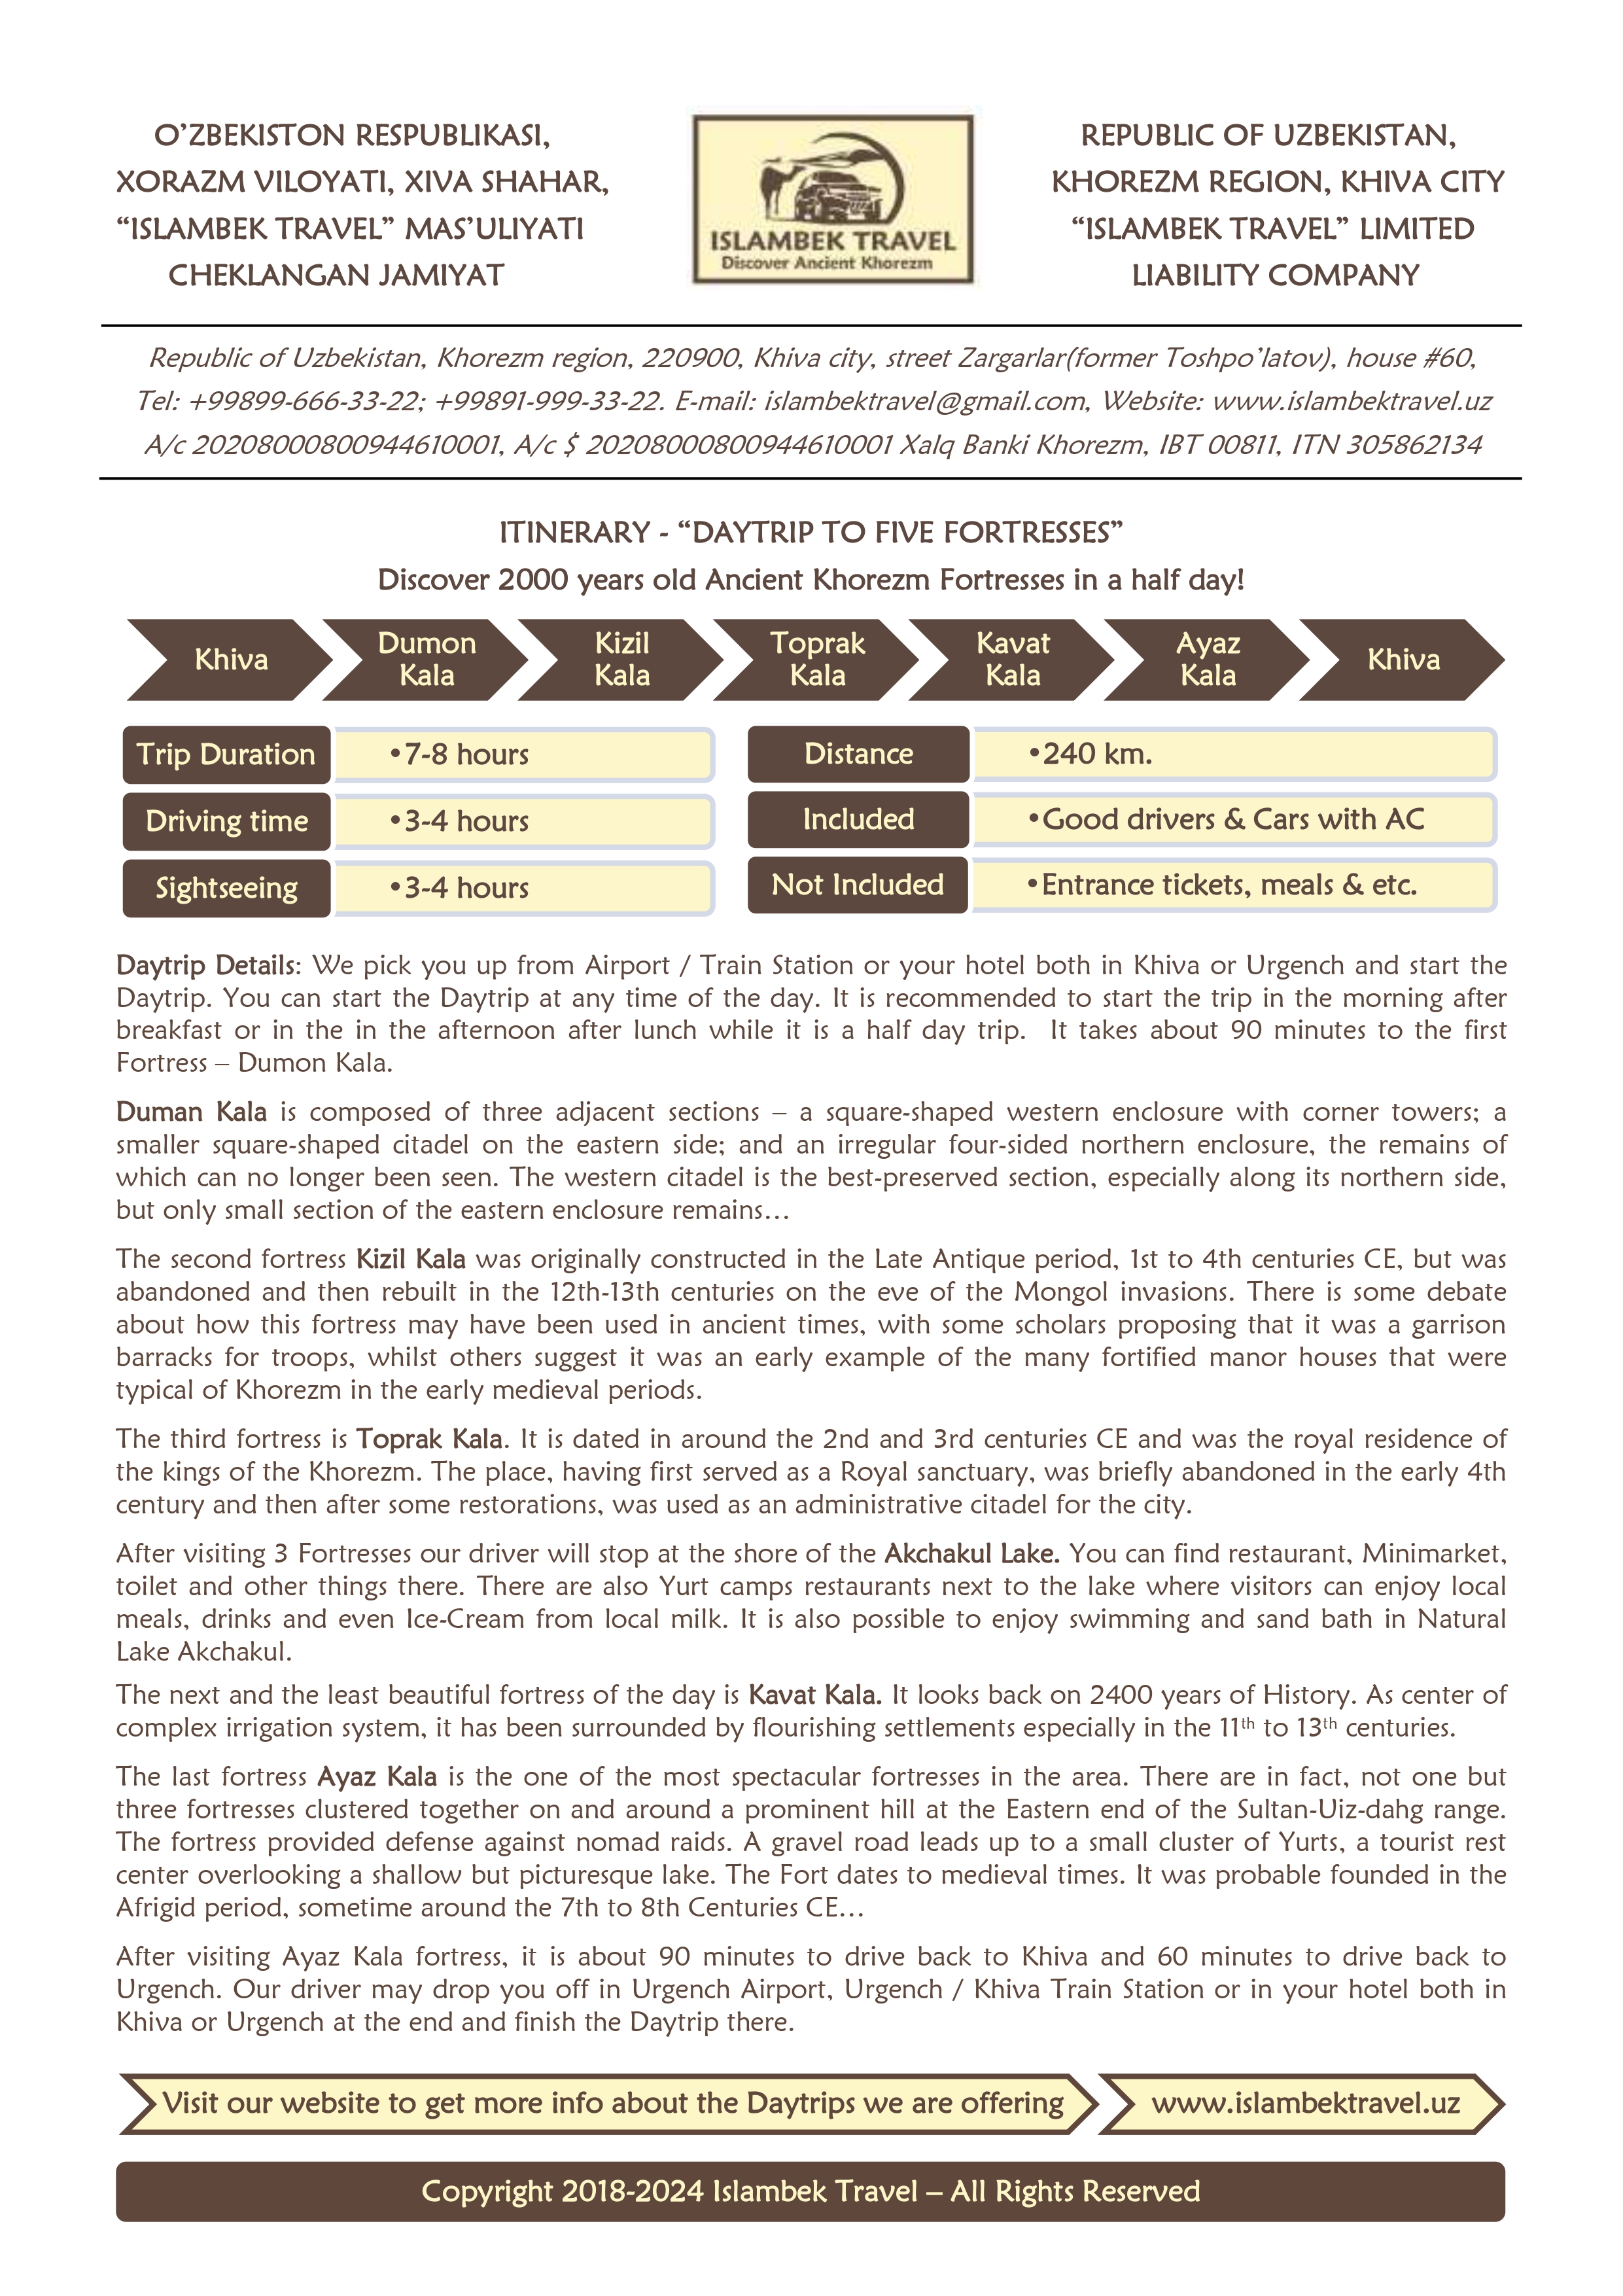 O’ZBEKISTON RESPUBLIKASI,
XORAZM VILOYATI, XIVA SHAHAR,
“ISLAMBEK TRAVEL” MAS’ULIYATI
CHEKLANGAN JAMIYAT
ISLAMBEK TRAVEL
Discover Ancient Khorezm
REPUBLIC OF UZBEKISTAN,
KHOREZM REGION, KHIVA CITY
“ISLAMBEK TRAVEL” LIMITED
LIABILITY COMPANY
Republic of Uzbekistan, Khorezm region, 220900, Khiva city, street Zargarlar(former Toshpo’latov), house #60,
Tel: +99899-666-33-22; +99891-999-33-22. E-mail: islambektravel@gmail.com, Website: www.islambektravel.uz
A/c 20208000800944610001, A/c $ 20208000800944610001 Xalq Banki Khorezm, IBT 00811, ITN 305862134
ITINERARY - “DAYTRIP TO FIVE FORTRESSES”
Discover 2000 years old Ancient Khorezm Fortresses in a half day!
Khiva
Dumon
Kala
Kizil
Kala
Toprak
Kala
Kavat
Kala
Ayaz
Kala
Khiva
Trip Duration •7-8 hours
Driving time •3-4 hours
Sightseeing •3-4 hours
Distance •240 km.
Included •Good drivers & Cars with AC
Not Included •Entrance tickets, meals & etc.
Daytrip Details: We pick you up from Airport / Train Station or your hotel both in Khiva or Urgench and start the
Daytrip. You can start the Daytrip at any time of the day. It is recommended to start the trip in the morning after
breakfast or in the in the afternoon after lunch while it is a half day trip. It takes about 90 minutes to the first
Fortress – Dumon Kala.
Duman Kala is composed of three adjacent sections – a square-shaped western enclosure with corner towers; a
smaller square-shaped citadel on the eastern side; and an irregular four-sided northern enclosure, the remains of
which can no longer been seen. The western citadel is the best-preserved section, especially along its northern side,
but only small section of the eastern enclosure remains…
The second fortress Kizil Kala was originally constructed in the Late Antique period, 1st to 4th centuries CE, but was
abandoned and then rebuilt in the 12th-13th centuries on the eve of the Mongol invasions. There is some debate
about how this fortress may have been used in ancient times, with some scholars proposing that it was a garrison
barracks for troops, whilst others suggest it was an early example of the many fortified manor houses that were
typical of Khorezm in the early medieval periods.
The third fortress is Toprak Kala. It is dated in around the 2nd and 3rd centuries CE and was the royal residence of
the kings of the Khorezm. The place, having first served as a Royal sanctuary, was briefly abandoned in the early 4th
century and then after some restorations, was used as an administrative citadel for the city.
After visiting 3 Fortresses our driver will stop at the shore of the Akchakul Lake. You can find restaurant, Minimarket,
toilet and other things there. There are also Yurt camps restaurants next to the lake where visitors can enjoy local
meals, drinks and even Ice-Cream from local milk. It is also possible to enjoy swimming and sand bath in Natural
Lake Akchakul.
The next and the least beautiful fortress of the day is Kavat Kala. It looks back on 2400 years of History. As center of
complex irrigation system, it has been surrounded by flourishing settlements especially in the 11th to 13th centuries.
The last fortress Ayaz Kala is the one of the most spectacular fortresses in the area. There are in fact, not one but
three fortresses clustered together on and around a prominent hill at the Eastern end of the Sultan-Uiz-dahg range.
The fortress provided defense against nomad raids. A gravel road leads up to a small cluster of Yurts, a tourist rest
center overlooking a shallow but picturesque lake. The Fort dates to medieval times. It was probable founded in the
Afrigid period, sometime around the 7th to 8th Centuries CE…
After visiting Ayaz Kala fortress, it is about 90 minutes to drive back to Khiva and 60 minutes to drive back to
Urgench. Our driver may drop you off in Urgench Airport, Urgench / Khiva Train Station or in your hotel both in
Khiva or Urgench at the end and finish the Daytrip there.
Visit our website to get more info about the Daytrips we are offering
www.islambektravel.uz
Copyright 2018-2024 Islambek Travel – All Rights Reserved